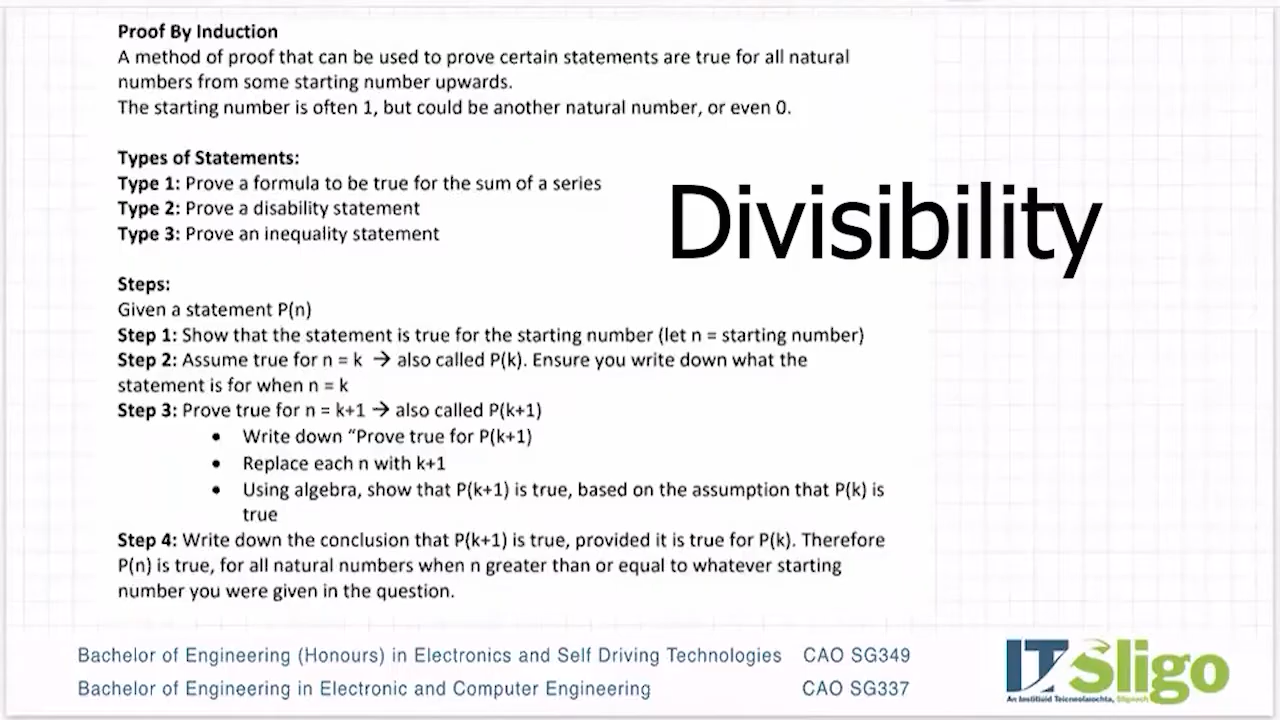 Proof By Induction
A method of proof that can be used to prove certain statements are true for all natural
numbers from some starting number upwards.
The starting number is often 1, but could be another natural number, or even 0.
Types of Statements:
Type 1: Prove a formula to be true for the sum of a series
Type 2: Prove a disability statement
Type 3: Prove an inequality statement
Divisibility
Steps:
Given a statement P(n)
Step 1: Show that the statement is true for the starting number (let n = starting number)
Step 2: Assume true for n = k → also called P(k). Ensure you write down what the
statement is for when n = k
Step 3: Prove true for n = k+1 → also called P(k+1)
• Write down “Prove true for P(k+1)
• Replace each n with k+1
• Using algebra, show that P(k+1) is true, based on the assumption that P(k) is
true
Step 4: Write down the conclusion that P(k+1) is true, provided it is true for P(k). Therefore
P(n) is true, for all natural numbers when n greater than or equal to whatever starting
number you were given in the question.
Bachelor of Engineering (Honours) in Electronics and Self Driving Technologies CAO SG349
Bachelor of Engineering in Electronic and Computer Engineering CAO SG337
IT Sligo
An Institiúid Teicneolaíochta, Sligeach